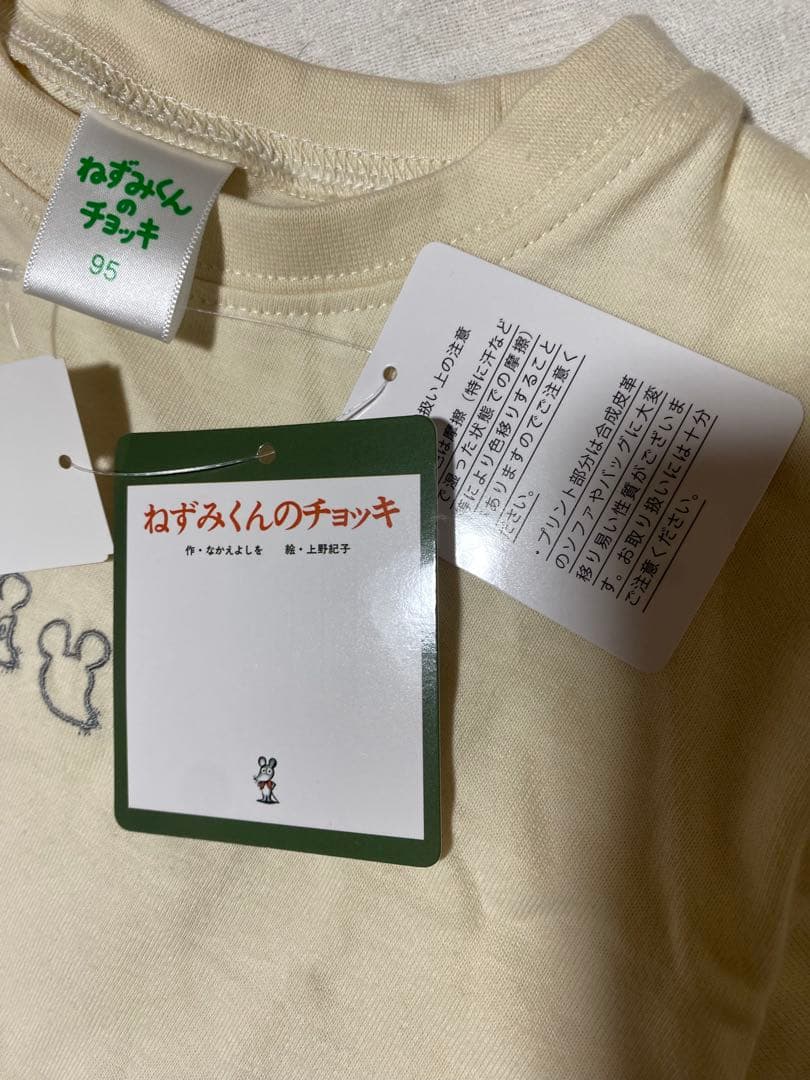 ねずみくん
の
チョッキ
95
ねずみくんのチョッキ
作・なかえよしを　絵・上野紀子
扱い上の注意
は摩擦（特に汗など
で湿った状態での摩擦）
等により色移りすること
ありますのでご注意く
ださい。
・プリント部分は合成皮革
のソファやバッグに大変
移り易い性質がございま
す。お取り扱いには十分
ご注意ください。